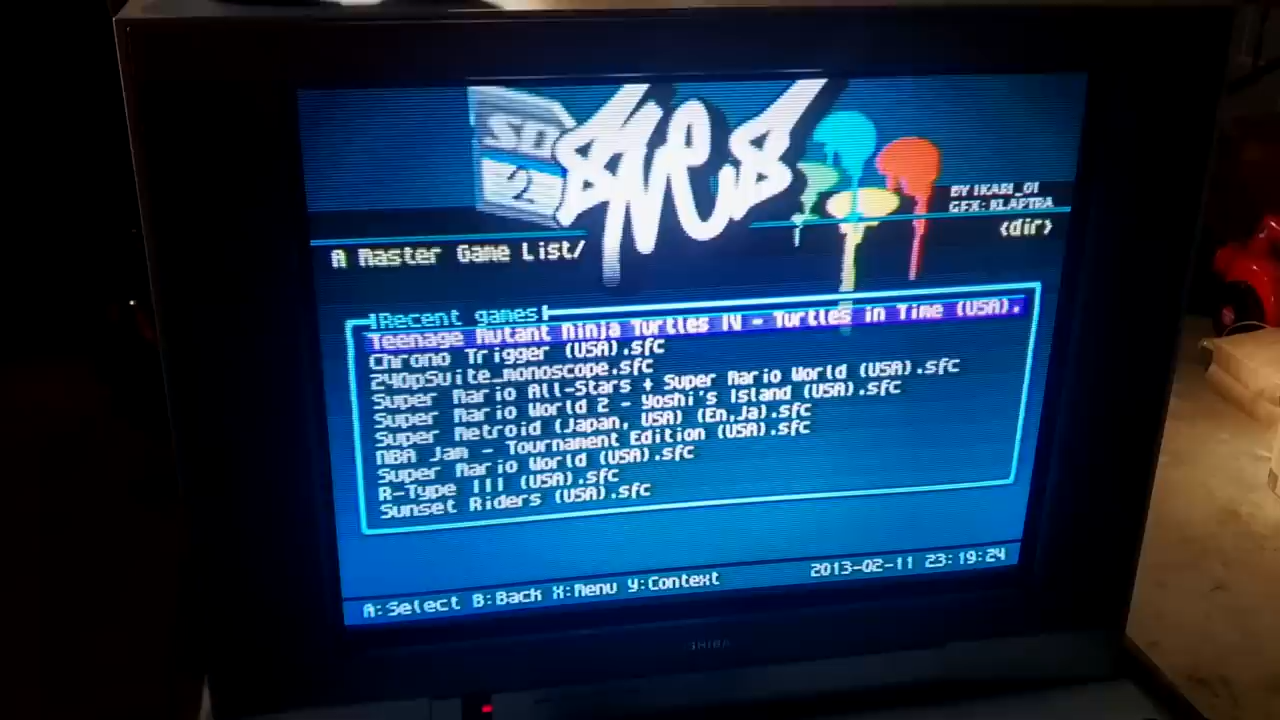 SD
2
SNES
BY IKARI_01
GFX: KLAPTRA
<dir>
A Master Game List/
Recent games
Teenage Mutant Ninja Turtles IV - Turtles in Time (USA).
Chrono Trigger (USA).sfc
240pSuite_monoscope.sfc
Super Mario All-Stars + Super Mario World (USA).sfc
Super Mario World 2 - Yoshi's Island (USA).sfc
Super Metroid (Japan, USA) (En,Ja).sfc
NBA Jam - Tournament Edition (USA).sfc
Super Mario World (USA).sfc
R-Type III (USA).sfc
Sunset Riders (USA).sfc
A:Select B:Back X:Menu Y:Context
2013-02-11 23:19:24